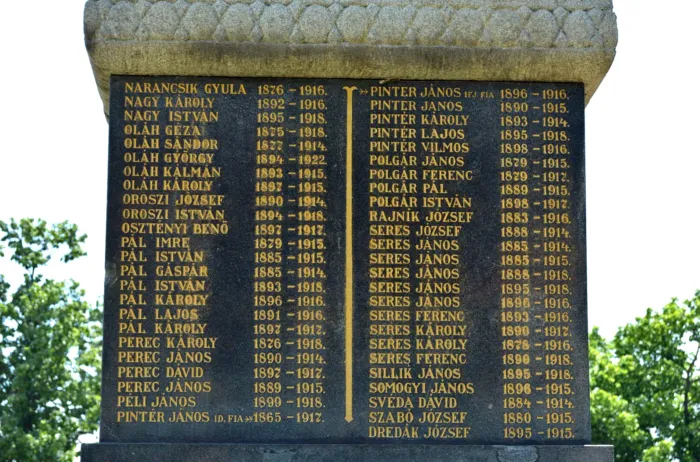 NARANCSIK GYULA 1876 - 1916.
NAGY KÁROLY 1892 - 1916.
NAGY ISTVÁN 1895 - 1918.
OLÁH GÉZA 1875 - 1918.
OLÁH SÁNDOR 1877 - 1914.
OLÁH GYÖRGY 1894 - 1922.
OLÁH KÁLMÁN 1893 - 1915.
OLÁH KÁROLY 1897 - 1915.
OROSZI JÓZSEF 1890 - 1914.
OROSZI ISTVÁN 1894 - 1918.
OSZTÉNYI BENŐ 1897 - 1917.
PÁL IMRE 1879 - 1915.
PÁL ISTVÁN 1885 - 1915.
PÁL GÁSPÁR 1885 - 1914.
PÁL ISTVÁN 1893 - 1918.
PÁL KÁROLY 1896 - 1916.
PÁL LAJOS 1891 - 1916.
PÁL KÁROLY 1897 - 1917.
PEREC KÁROLY 1876 - 1918.
PEREC JÁNOS 1890 - 1914.
PEREC DÁVID 1897 - 1917.
PEREC JÁNOS 1889 - 1915.
PÉLI JÁNOS 1899 - 1918.
PINTÉR JÁNOS ID. FIA 1865 - 1917.
PINTÉR JÁNOS IFJ FIA 1896 - 1916.
PINTÉR JÁNOS 1890 - 1915.
PINTÉR KÁROLY 1893 - 1914.
PINTÉR LAJOS 1895 - 1918.
PINTÉR VILMOS 1898 - 1916.
POLGÁR JÁNOS 1879 - 1915.
POLGÁR FERENC 1879 - 1917.
POLGÁR PÁL 1889 - 1915.
POLGÁR ISTVÁN 1898 - 1917.
RAJNIK JÓZSEF 1883 - 1916.
SERES JÓZSEF 1888 - 1914.
SERES JÁNOS 1885 - 1914.
SERES JÁNOS 1885 - 1915.
SERES JÓZSEF 1888 - 1918.
SERES JÁNOS 1895 - 1918.
SERES JÁNOS 1896 - 1916.
SERES FERENC 1893 - 1916.
SERES KÁROLY 1890 - 1917.
SERES KÁROLY 1878 - 1916.
SERES FERENC 1890 - 1918.
SILLIK JÁNOS 1895 - 1918.
SOMOGYI JÁNOS 1896 - 1915.
SVÉDA DÁVID 1884 - 1914.
SZABÓ JÓZSEF 1880 - 1915.
DREDÁK JÓZSEF 1895 - 1915.